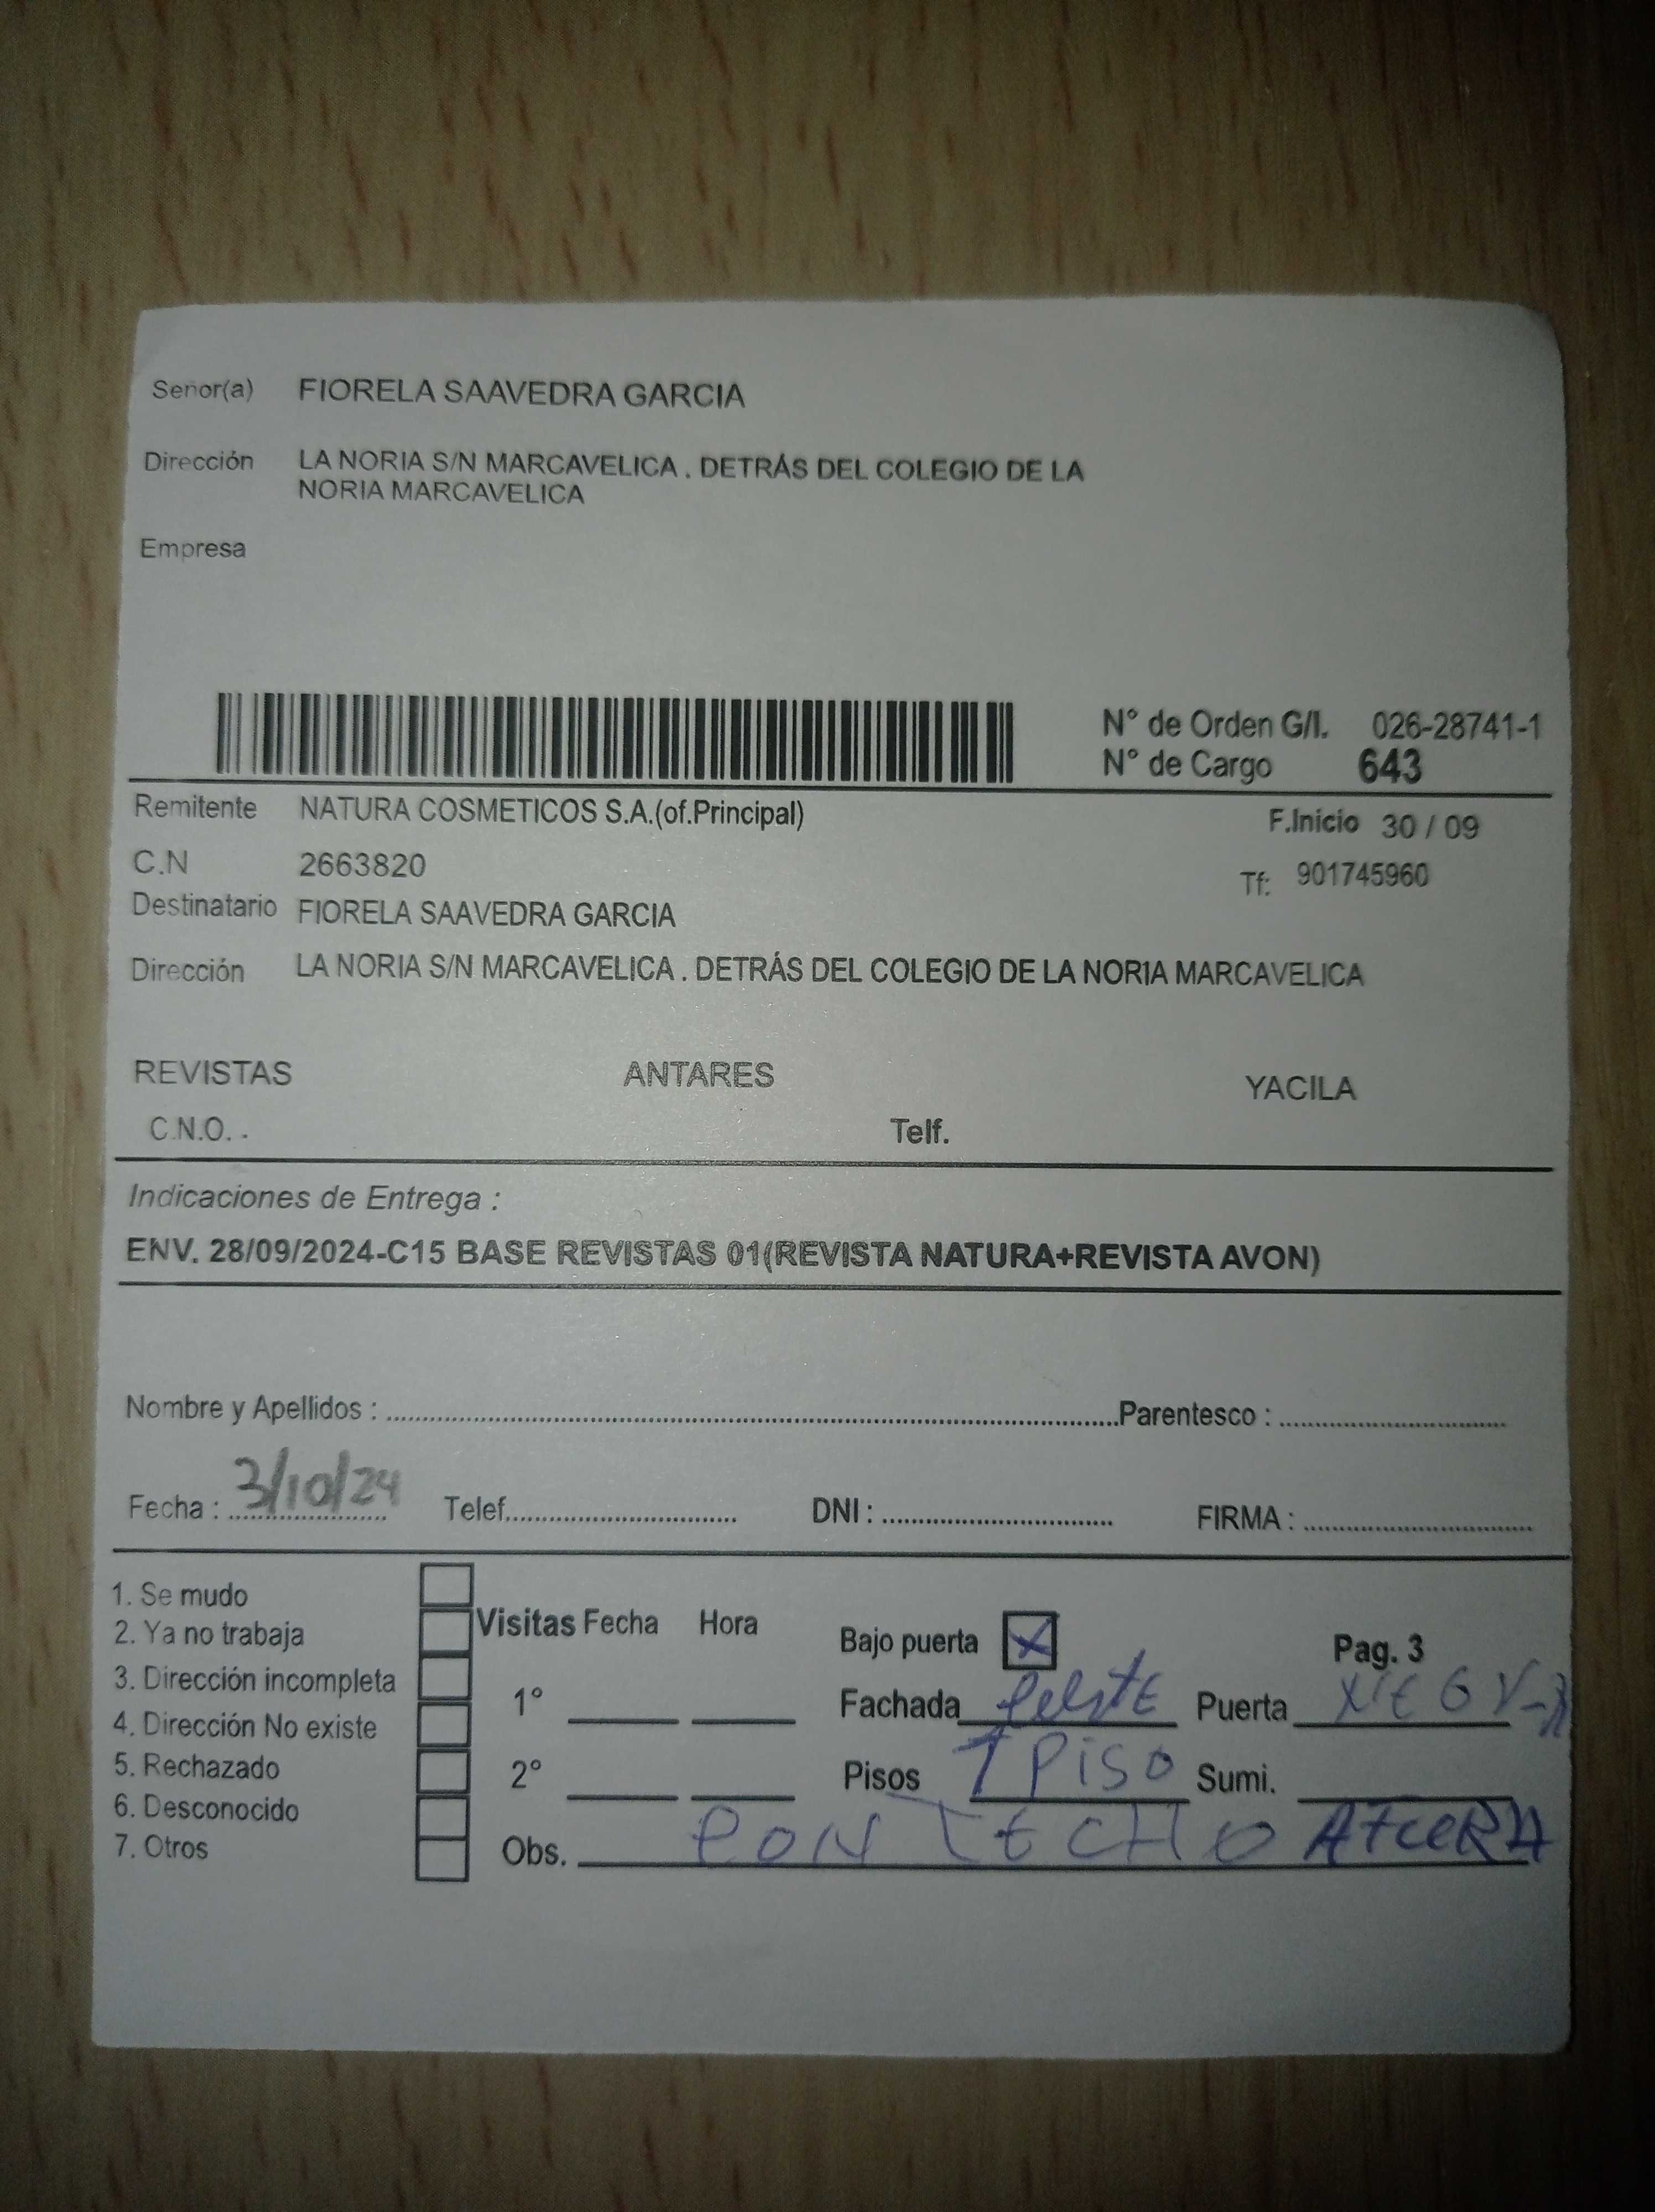 Señor(a) FIORELA SAAVEDRA GARCIA
Dirección LA NORIA S/N MARCAVELICA . DETRÁS DEL COLEGIO DE LA
NORIA MARCAVELICA
Empresa
N° de Orden G/I. 026-28741-1
N° de Cargo 643
Remitente NATURA COSMETICOS S.A.(of.Principal) F.Inicio 30 / 09
C.N 2663820 Tf: 901745960
Destinatario FIORELA SAAVEDRA GARCIA
Dirección LA NORIA S/N MARCAVELICA . DETRÁS DEL COLEGIO DE LA NORIA MARCAVELICA
REVISTAS ANTARES YACILA
C.N.O. . Telf.
Indicaciones de Entrega :
ENV. 28/09/2024-C15 BASE REVISTAS 01(REVISTA NATURA+REVISTA AVON)
Nombre y Apellidos : Parentesco :
Fecha : 3/10/24 Telef. DNI : FIRMA :
1. Se mudo
2. Ya no trabaja
3. Dirección incompleta
4. Dirección No existe
5. Rechazado
6. Desconocido
7. Otros
Visitas Fecha Hora
1°
2°
Bajo puerta X Pag. 3
Fachada Celeste Puerta
Pisos 1 PiSO Sumi.
Obs. CON TECHO AFUERA